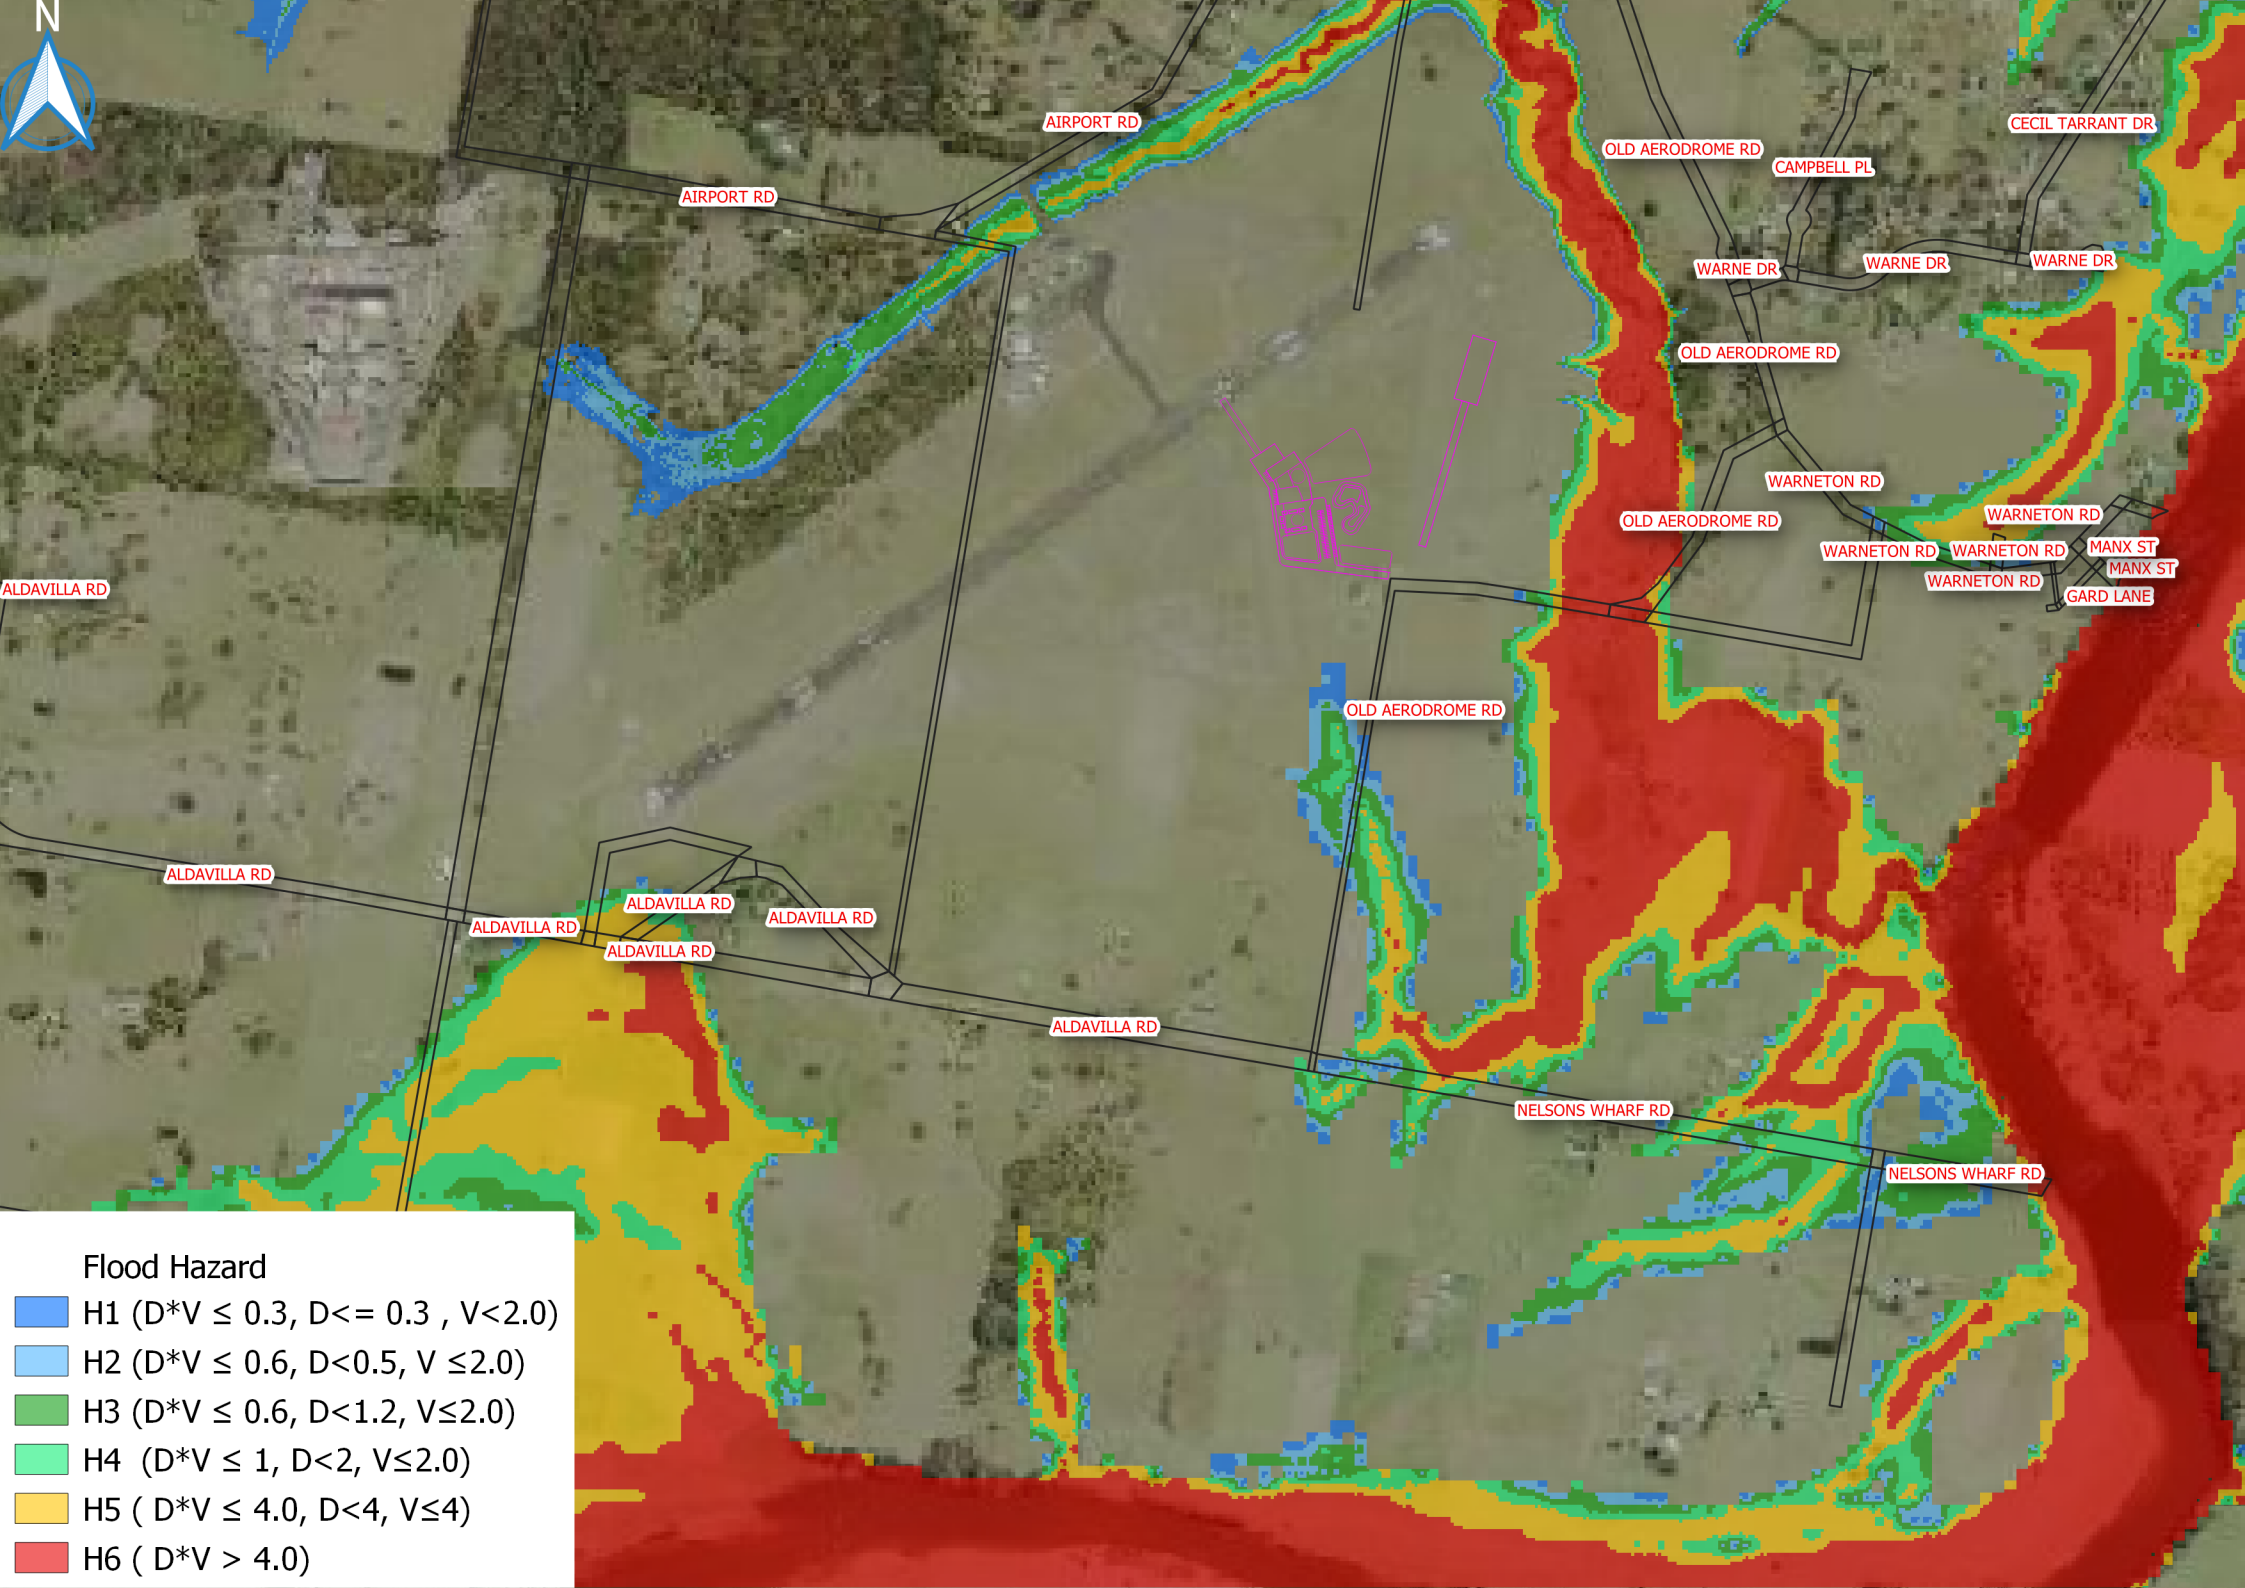 N
AIRPORT RD
CECIL TARRANT DR
OLD AERODROME RD
CAMPBELL PL
AIRPORT RD
WARNE DR
WARNE DR
WARNE DR
OLD AERODROME RD
WARNETON RD
WARNETON RD
OLD AERODROME RD
WARNETON RD
WARNETON RD
MANX ST
MANX ST
WARNETON RD
ALDAVILLA RD
GARD LANE
OLD AERODROME RD
ALDAVILLA RD
ALDAVILLA RD
ALDAVILLA RD
ALDAVILLA RD
ALDAVILLA RD
ALDAVILLA RD
NELSONS WHARF RD
NELSONS WHARF RD
Flood Hazard
H1 (D*V ≤ 0.3, D<= 0.3 , V<2.0)
H2 (D*V ≤ 0.6, D<0.5, V ≤2.0)
H3 (D*V ≤ 0.6, D<1.2, V≤2.0)
H4 (D*V ≤ 1, D<2, V≤2.0)
H5 ( D*V ≤ 4.0, D<4, V≤4)
H6 ( D*V > 4.0)